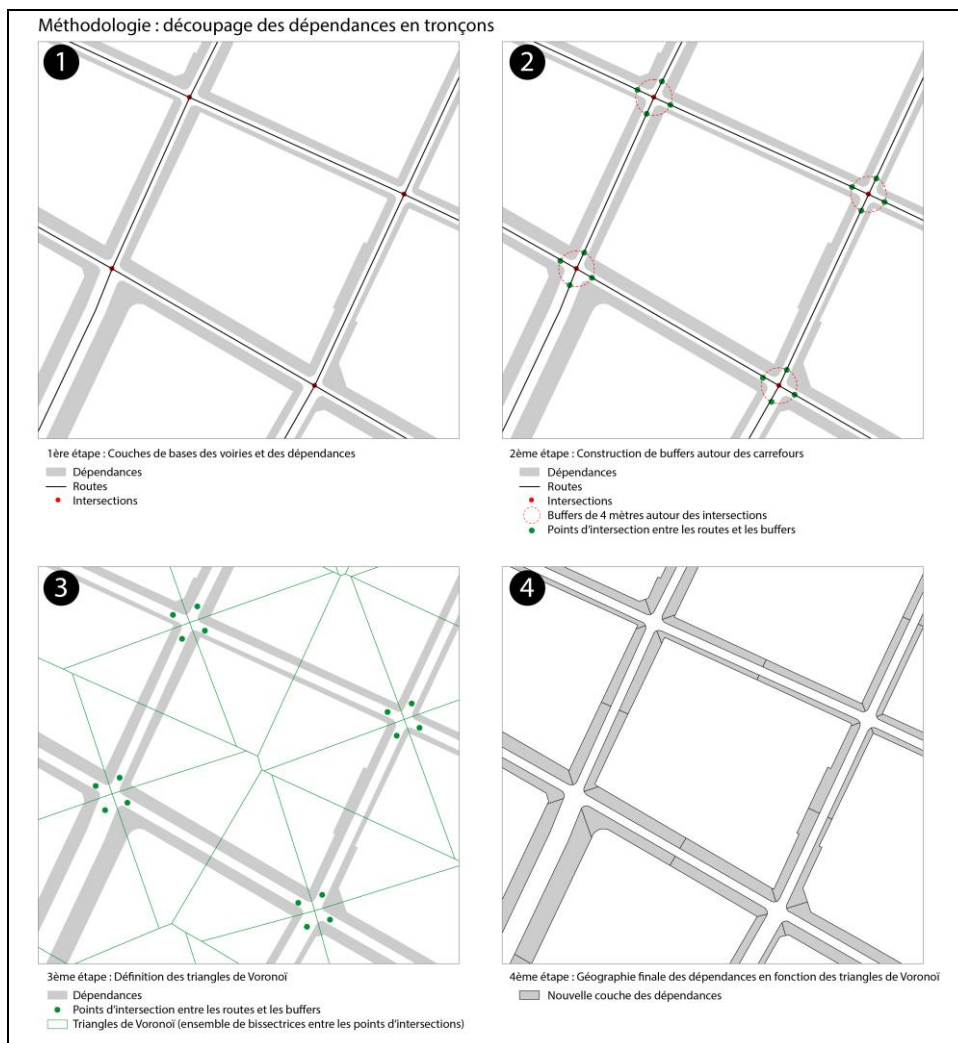 Méthodologie : découpage des dépendances en tronçons
1
2
1ère étape : Couches de bases des voiries et des dépendances
Dépendances
Routes
Intersections
2ème étape : Construction de buffers autour des carrefours
Dépendances
Routes
Intersections
Buffers de 4 mètres autour des intersections
Points d'intersection entre les routes et les buffers
3
4
3ème étape : Définition des triangles de Voronoï
Dépendances
Points d'intersection entre les routes et les buffers
Triangles de Voronoï (ensemble de bissectrices entre les points d'intersections)
4ème étape : Géographie finale des dépendances en fonction des triangles de Voronoï
Nouvelle couche des dépendances